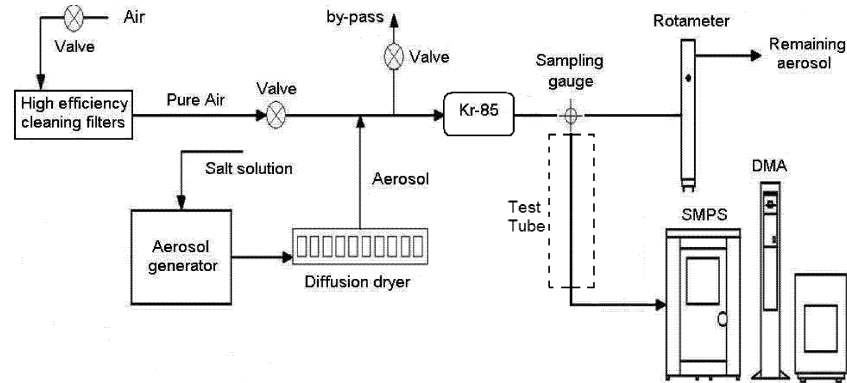 Air
Valve
High efficiency
cleaning filters
Pure Air
Valve
by-pass
Valve
Kr-85
Sampling
gauge
Rotameter
Remaining
aerosol
Salt solution
Aerosol
generator
Diffusion dryer
Aerosol
Test
Tube
SMPS
DMA